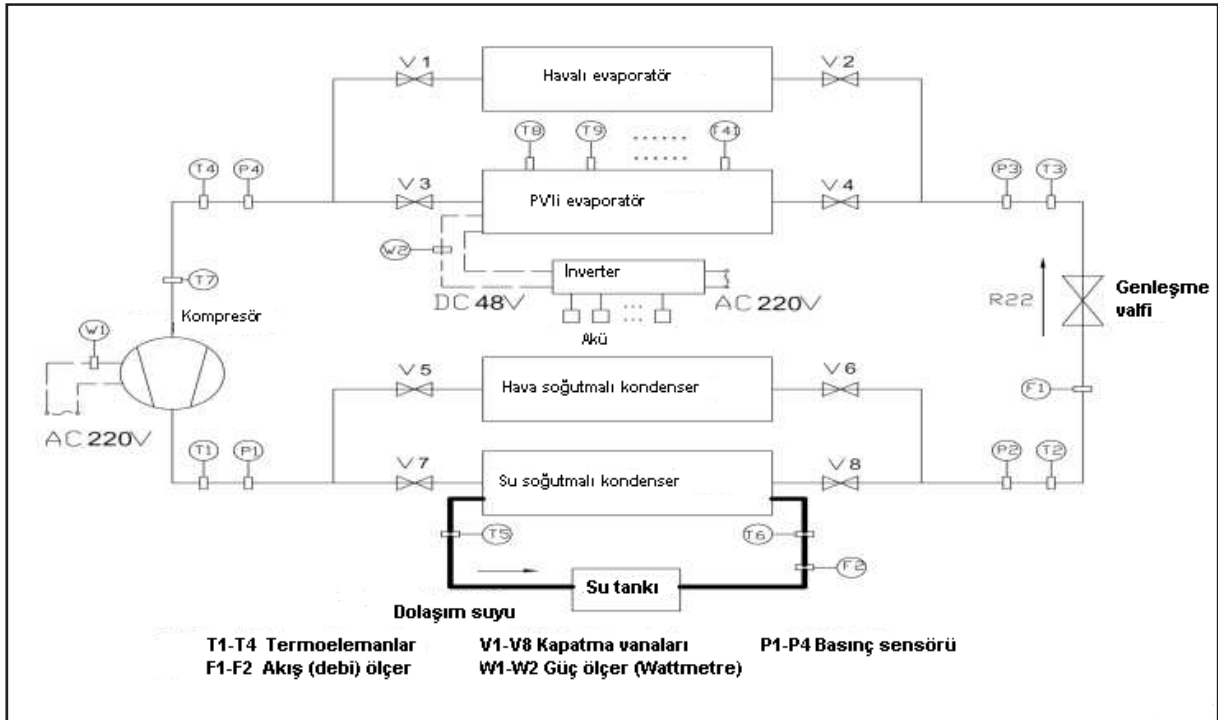 V1
V2
Havalı evaporatör
T8
T9
......
......
T41
T4
P4
V3
PV'li evaporatör
V4
P3
T3
W2
İnverter
DC 48V
...
AC 220V
Akü
T7
Kompresör
R22
Genleşme
valfi
W1
V5
Hava soğutmalı kondenser
V6
F1
AC 220V
T1
P1
V7
Su soğutmalı kondenser
V8
P2
T2
T5
T6
F2
Su tankı
Dolaşım suyu
T1-T4 Termoelemanlar
V1-V8 Kapatma vanaları
P1-P4 Basınç sensörü
F1-F2 Akış (debi) ölçer
W1-W2 Güç ölçer (Wattmetre)